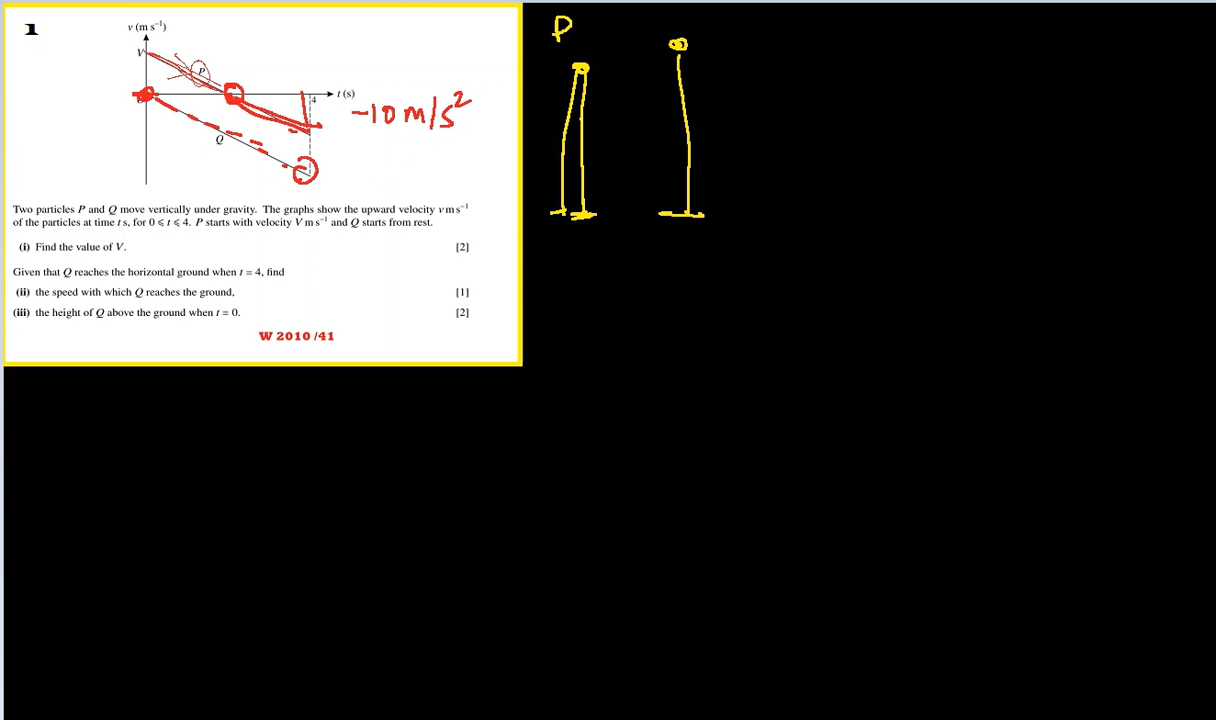 1
v (m s⁻¹)
V
P
t (s)
4
-10 m/s²
Q
P
Two particles P and Q move vertically under gravity. The graphs show the upward velocity v m s⁻¹
of the particles at time t s, for 0 ⩽ t ⩽ 4. P starts with velocity V m s⁻¹ and Q starts from rest.
(i) Find the value of V. [2]
Given that Q reaches the horizontal ground when t = 4, find
(ii) the speed with which Q reaches the ground, [1]
(iii) the height of Q above the ground when t = 0. [2]
W 2010 /41